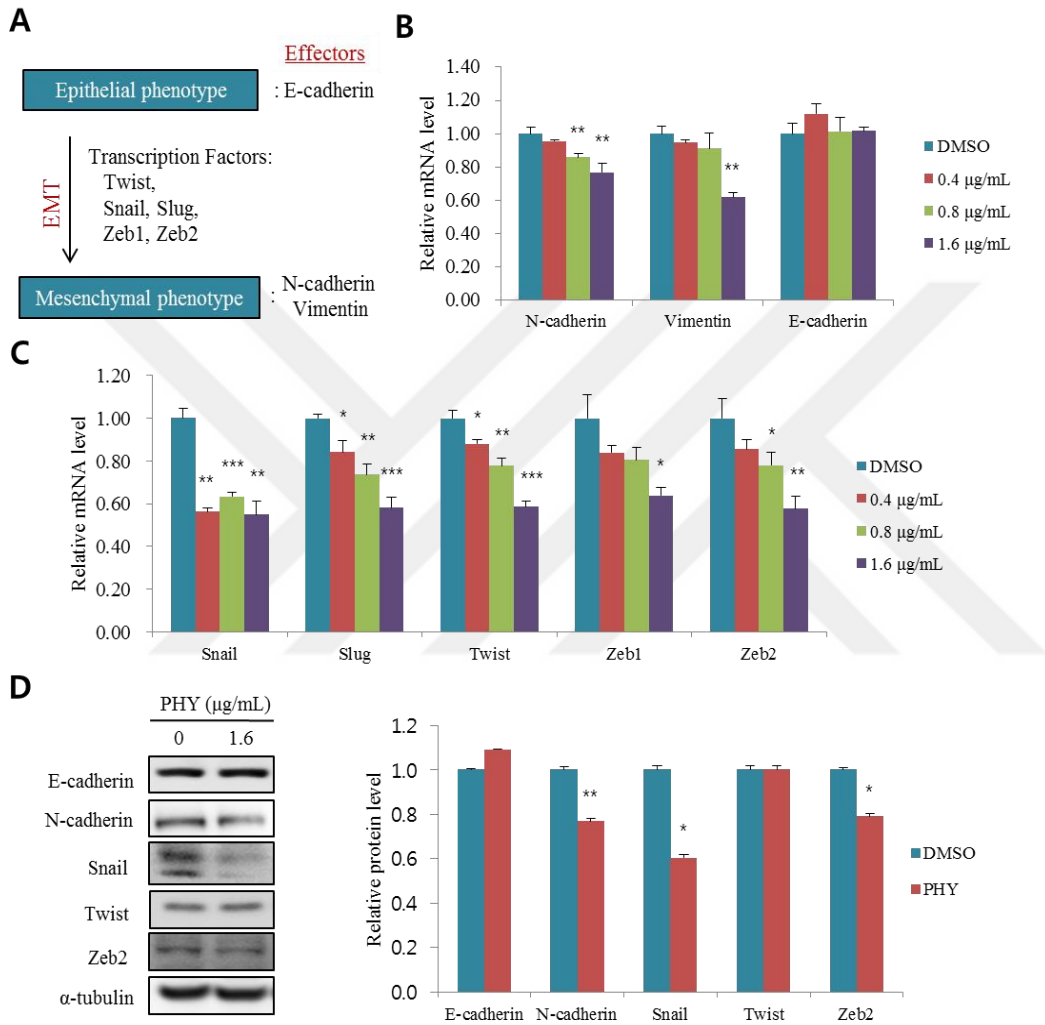 A
Effectors
Epithelial phenotype
: E-cadherin
EMT
Transcription Factors:
Twist,
Snail, Slug,
Zeb1, Zeb2
Mesenchymal phenotype
: N-cadherin
Vimentin
B
Relative mRNA level
1.40
1.20
1.00
0.80
0.60
0.40
0.20
0.00
** **
**
N-cadherin Vimentin E-cadherin
DMSO
0.4 µg/mL
0.8 µg/mL
1.6 µg/mL
C
Relative mRNA level
1.20
1.00
0.80
0.60
0.40
0.20
0.00
** *** **
* ** ***
* ** ***
*
* **
Snail Slug Twist Zeb1 Zeb2
DMSO
0.4 µg/mL
0.8 µg/mL
1.6 µg/mL
D
PHY (µg/mL)
0 1.6
E-cadherin
N-cadherin
Snail
Twist
Zeb2
α-tubulin
Relative protein level
1.2
1.0
0.8
0.6
0.4
0.2
0.0
**
*
*
E-cadherin N-cadherin Snail Twist Zeb2
DMSO
PHY